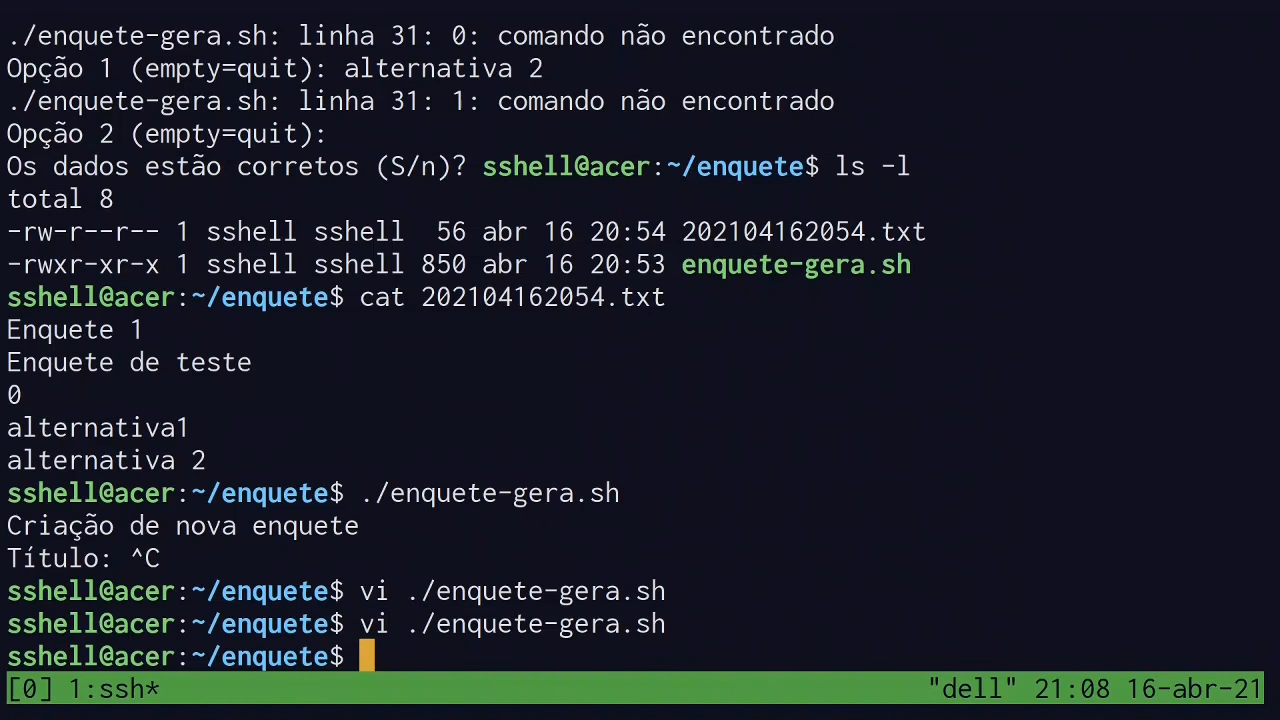 ./enquete-gera.sh: linha 31: 0: comando não encontrado
Opção 1 (empty=quit): alternativa 2
./enquete-gera.sh: linha 31: 1: comando não encontrado
Opção 2 (empty=quit):
Os dados estão corretos (S/n)? sshell@acer:~/enquete$ ls -l
total 8
-rw-r--r-- 1 sshell sshell  56 abr 16 20:54 202104162054.txt
-rwxr-xr-x 1 sshell sshell 850 abr 16 20:53 enquete-gera.sh
sshell@acer:~/enquete$ cat 202104162054.txt
Enquete 1
Enquete de teste
0
alternativa1
alternativa 2
sshell@acer:~/enquete$ ./enquete-gera.sh
Criação de nova enquete
Título: ^C
sshell@acer:~/enquete$ vi ./enquete-gera.sh
sshell@acer:~/enquete$ vi ./enquete-gera.sh
sshell@acer:~/enquete$
[0] 1:ssh* "dell" 21:08 16-abr-21